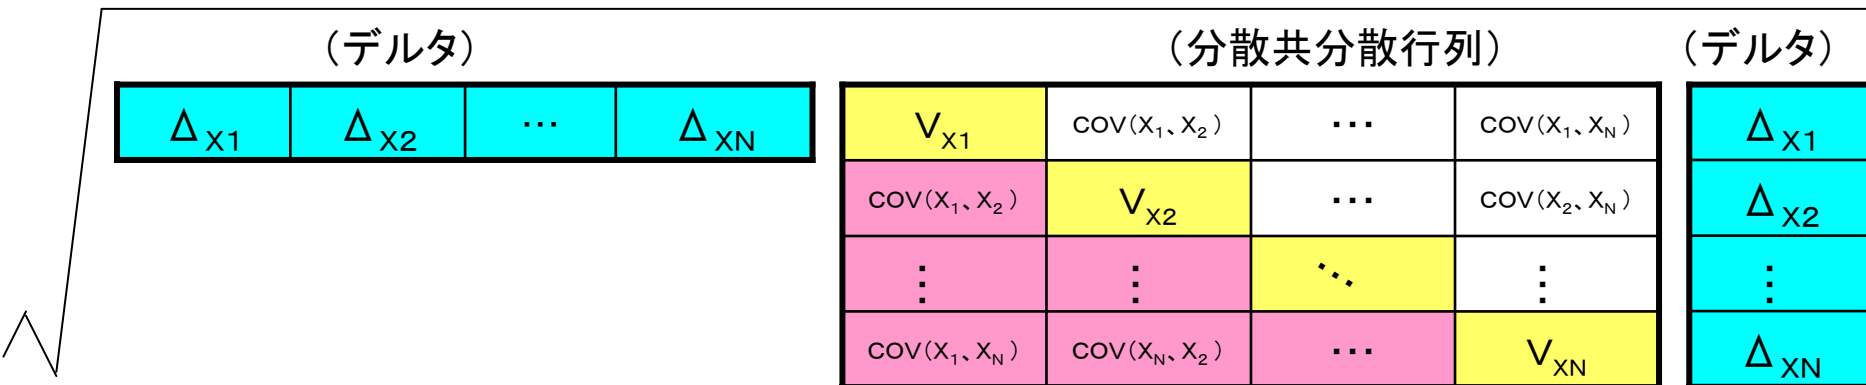 （デルタ） （分散共分散行列） （デルタ）
ΔX1 ΔX2 … ΔXN VX1 COV(X1、X2) … COV(X1、XN) ΔX1
COV(X1、X2) VX2 … COV(X2、XN) ΔX2
⋮ ⋮ ⋱ ⋮ ⋮
COV(X1、XN) COV(XN、X2) … VXN ΔXN